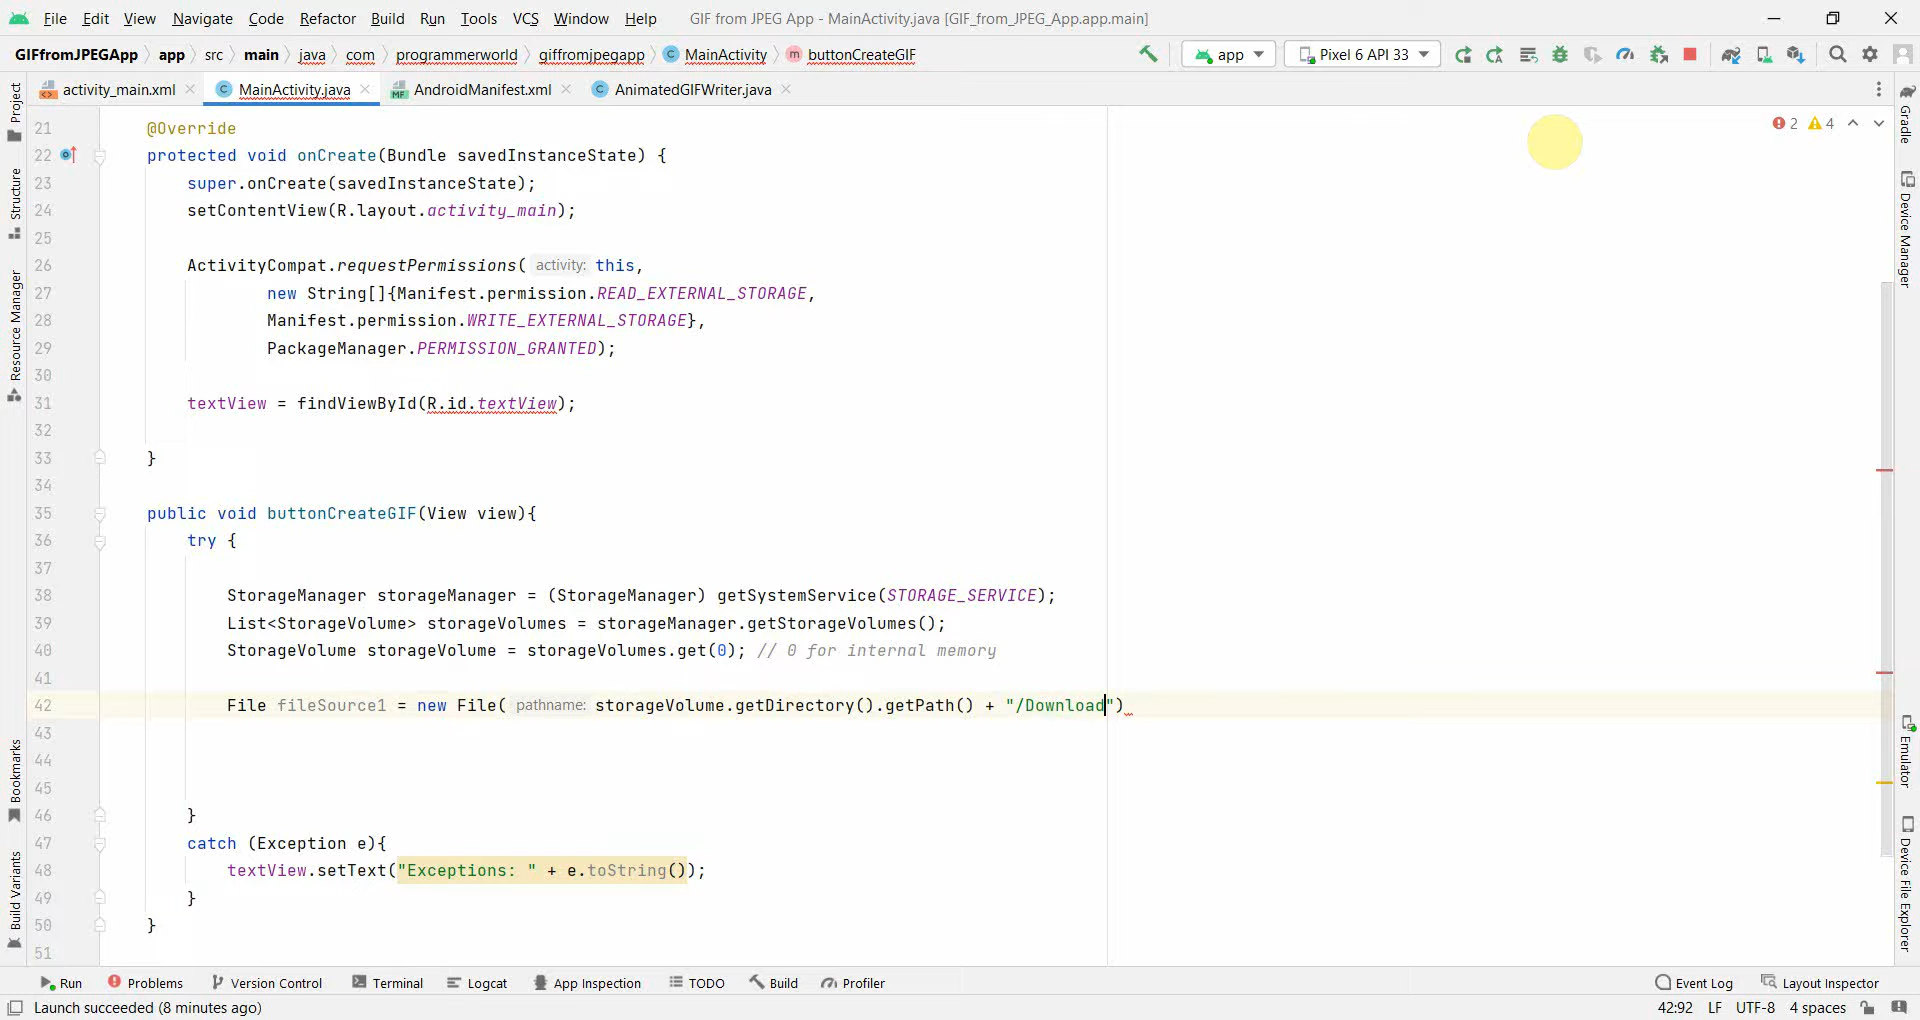 File Edit View Navigate Code Refactor Build Run Tools VCS Window Help GIF from JPEG App - MainActivity.java [GIF_from_JPEG_App.app.main]
GIFfromJPEGApp app src main java com programmerworld giffromjpegapp MainActivity buttonCreateGIF app Pixel 6 API 33
activity_main.xml MainActivity.java AndroidManifest.xml AnimatedGIFWriter.java
2 4
21 @Override
22 protected void onCreate(Bundle savedInstanceState) {
23 super.onCreate(savedInstanceState);
24 setContentView(R.layout.activity_main);
25
26 ActivityCompat.requestPermissions( activity: this,
27 new String[]{Manifest.permission.READ_EXTERNAL_STORAGE,
28 Manifest.permission.WRITE_EXTERNAL_STORAGE},
29 PackageManager.PERMISSION_GRANTED);
30
31 textView = findViewById(R.id.textView);
32
33 }
34
35 public void buttonCreateGIF(View view){
36 try {
37
38 StorageManager storageManager = (StorageManager) getSystemService(STORAGE_SERVICE);
39 List<StorageVolume> storageVolumes = storageManager.getStorageVolumes();
40 StorageVolume storageVolume = storageVolumes.get(0); // 0 for internal memory
41
42 File fileSource1 = new File( pathname: storageVolume.getDirectory().getPath() + "/Download")
43
44
45
46 }
47 catch (Exception e){
48 textView.setText("Exceptions: " + e.toString());
49 }
50 }
51
Project
Structure
Resource Manager
Bookmarks
Build Variants
Gradle
Device Manager
Emulator
Device File Explorer
Run Problems Version Control Terminal Logcat App Inspection TODO Build Profiler Event Log Layout Inspector
Launch succeeded (8 minutes ago) 42:92 LF UTF-8 4 spaces